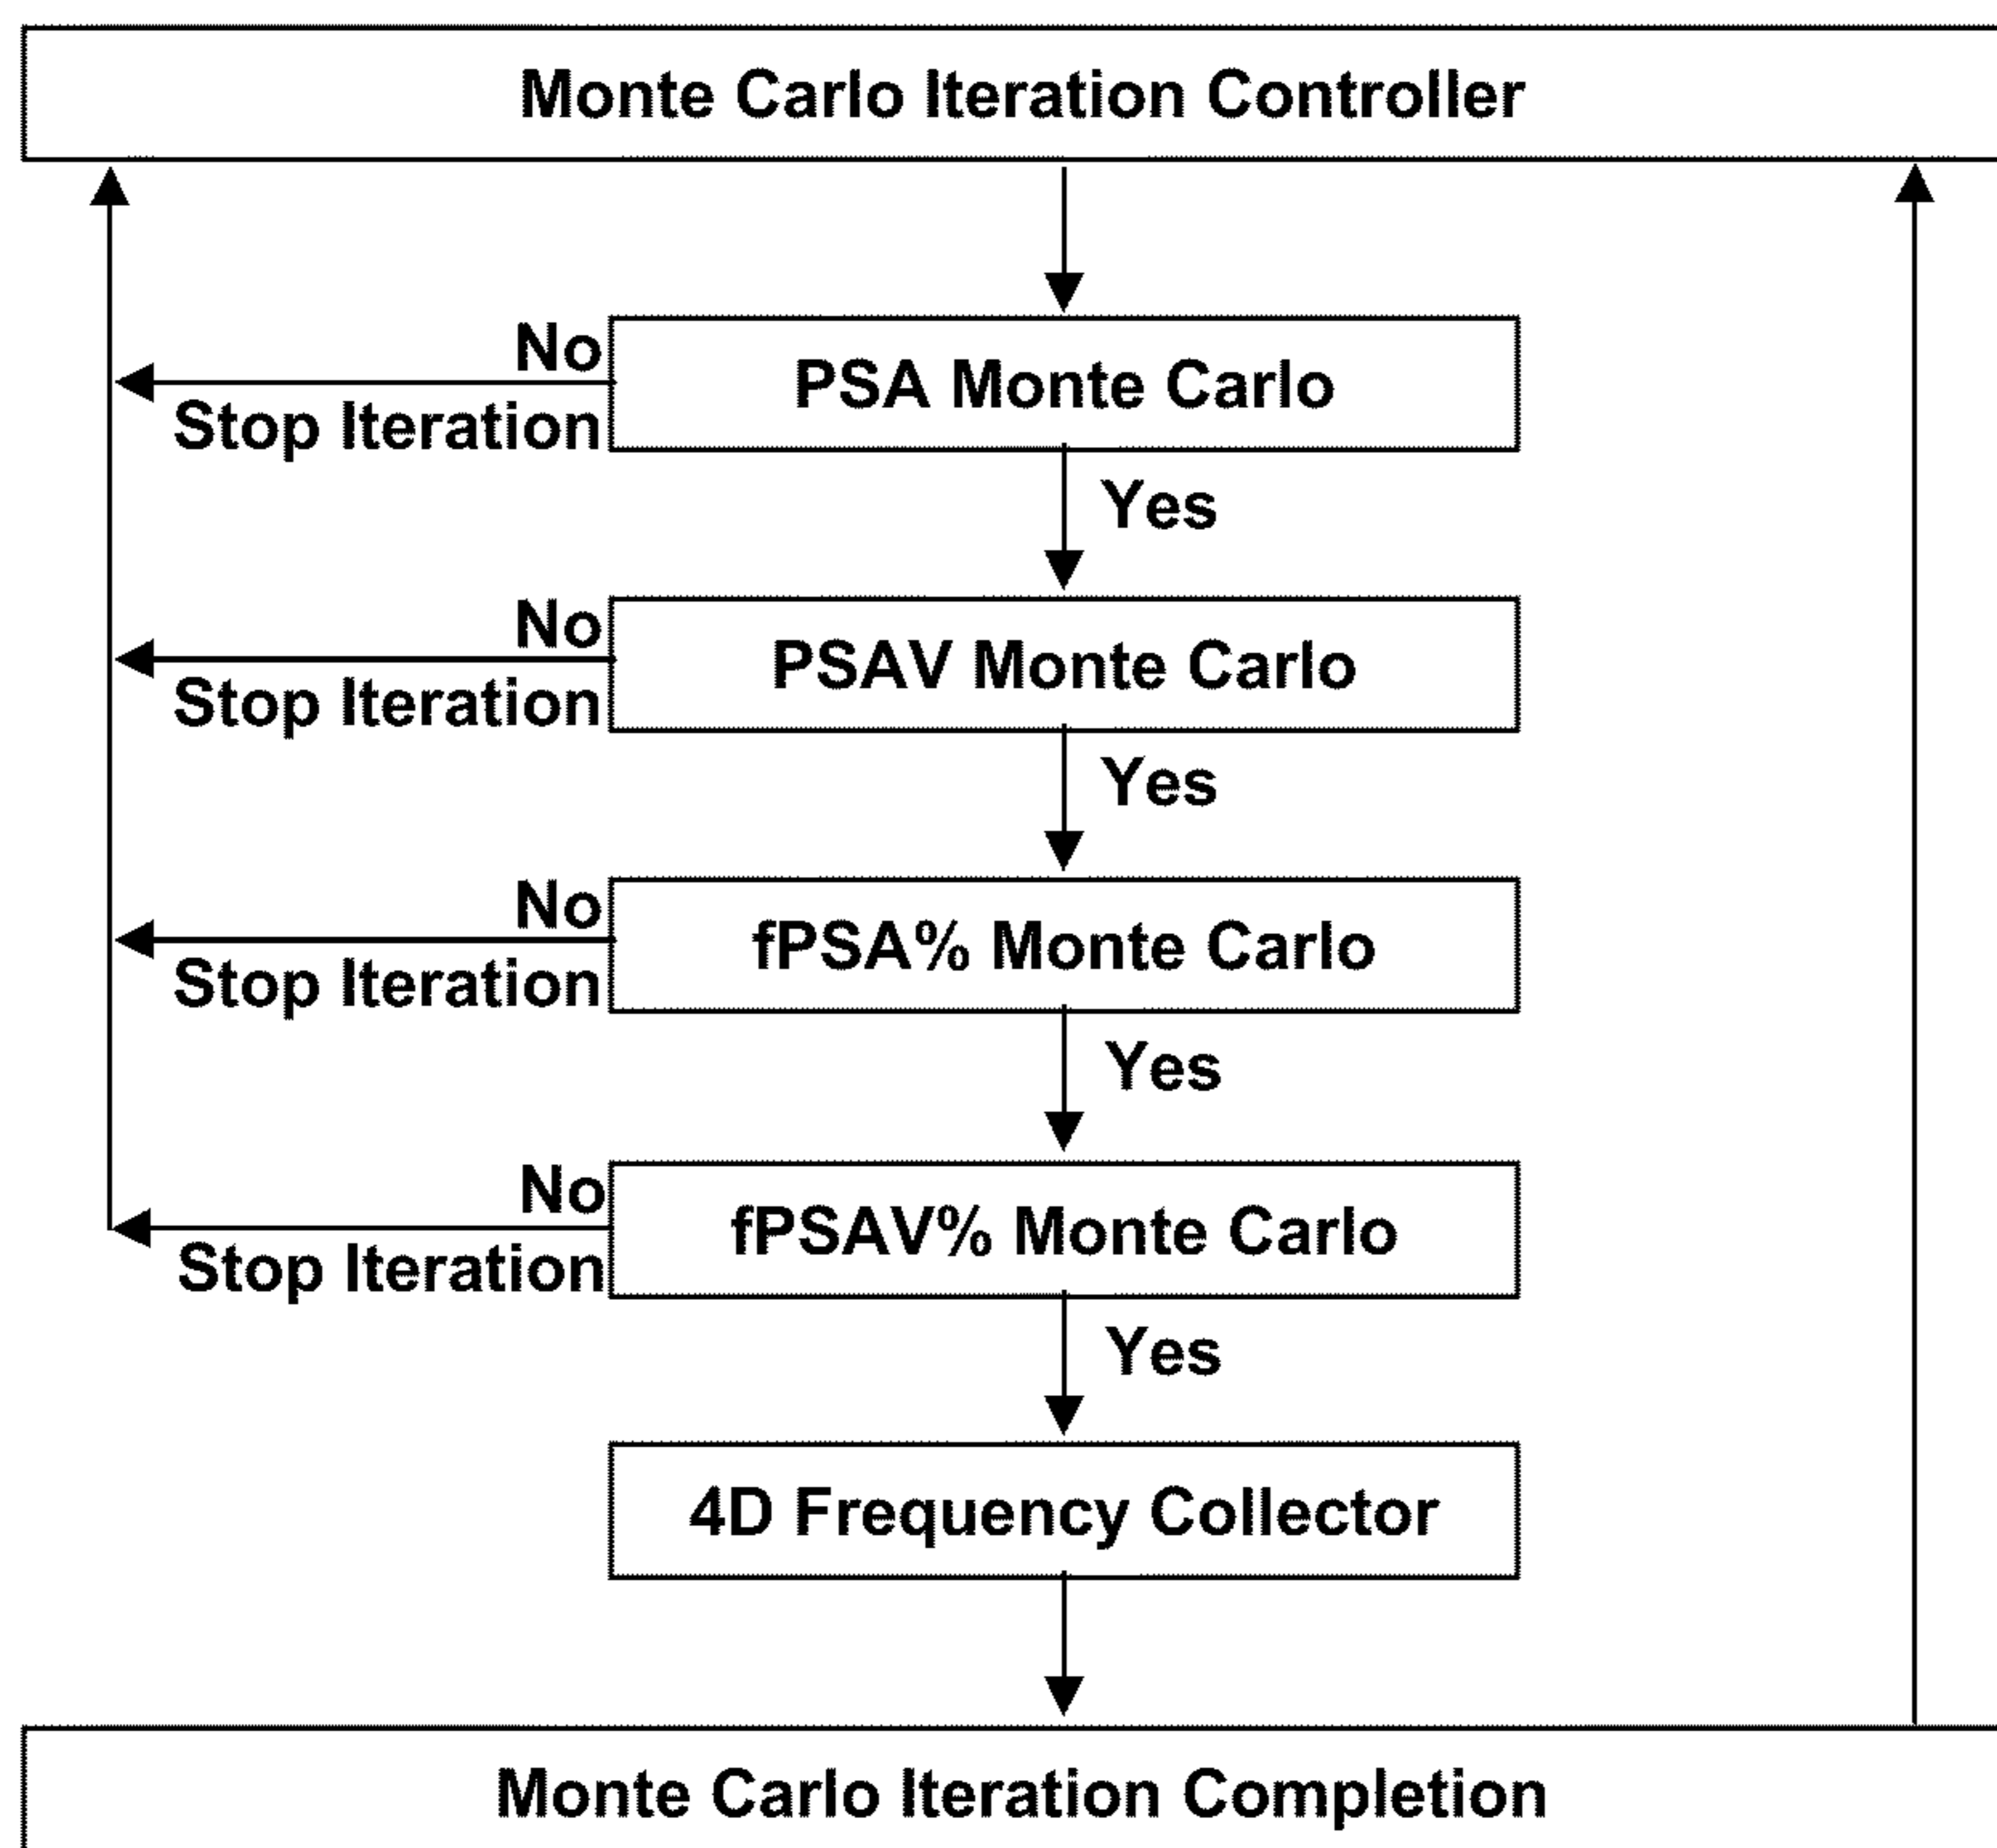 Monte Carlo Iteration Controller
No
Stop Iteration
PSA Monte Carlo
Yes
No
Stop Iteration
PSAV Monte Carlo
Yes
No
Stop Iteration
fPSA% Monte Carlo
Yes
No
Stop Iteration
fPSAV% Monte Carlo
Yes
4D Frequency Collector
Monte Carlo Iteration Completion